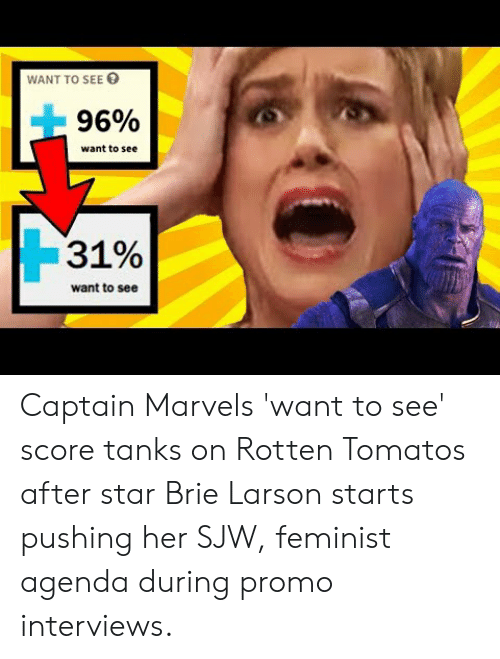 WANT TO SEE ?
96%
want to see
31%
want to see
Captain Marvels 'want to see'
score tanks on Rotten Tomatos
after star Brie Larson starts
pushing her SJW, feminist
agenda during promo
interviews.